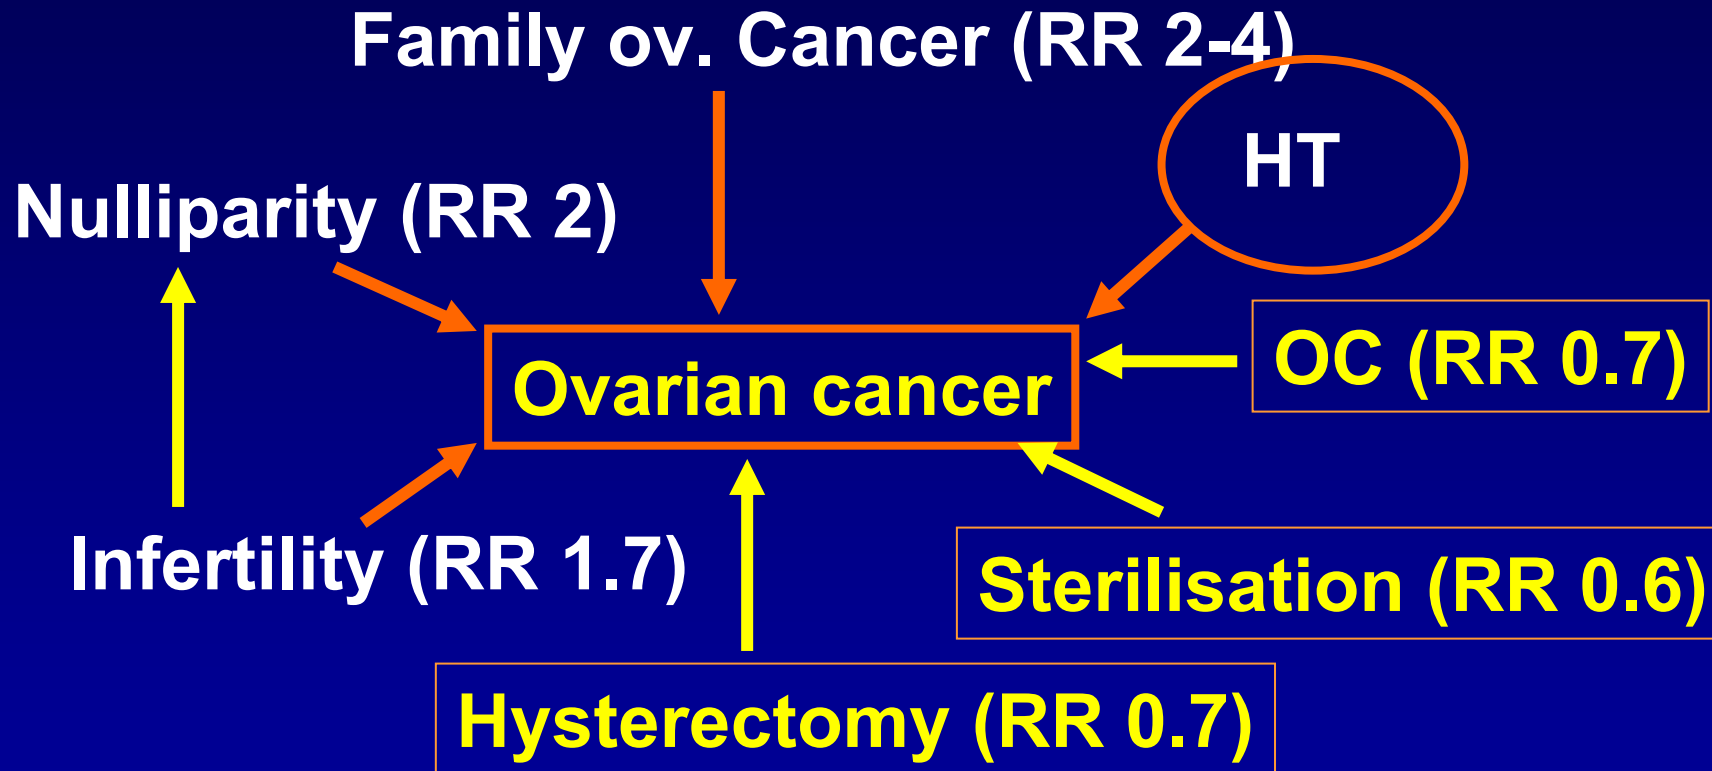 Family ov. Cancer (RR 2-4)
HT
Nulliparity (RR 2)
OC (RR 0.7)
Ovarian cancer
Infertility (RR 1.7)
Sterilisation (RR 0.6)
Hysterectomy (RR 0.7)